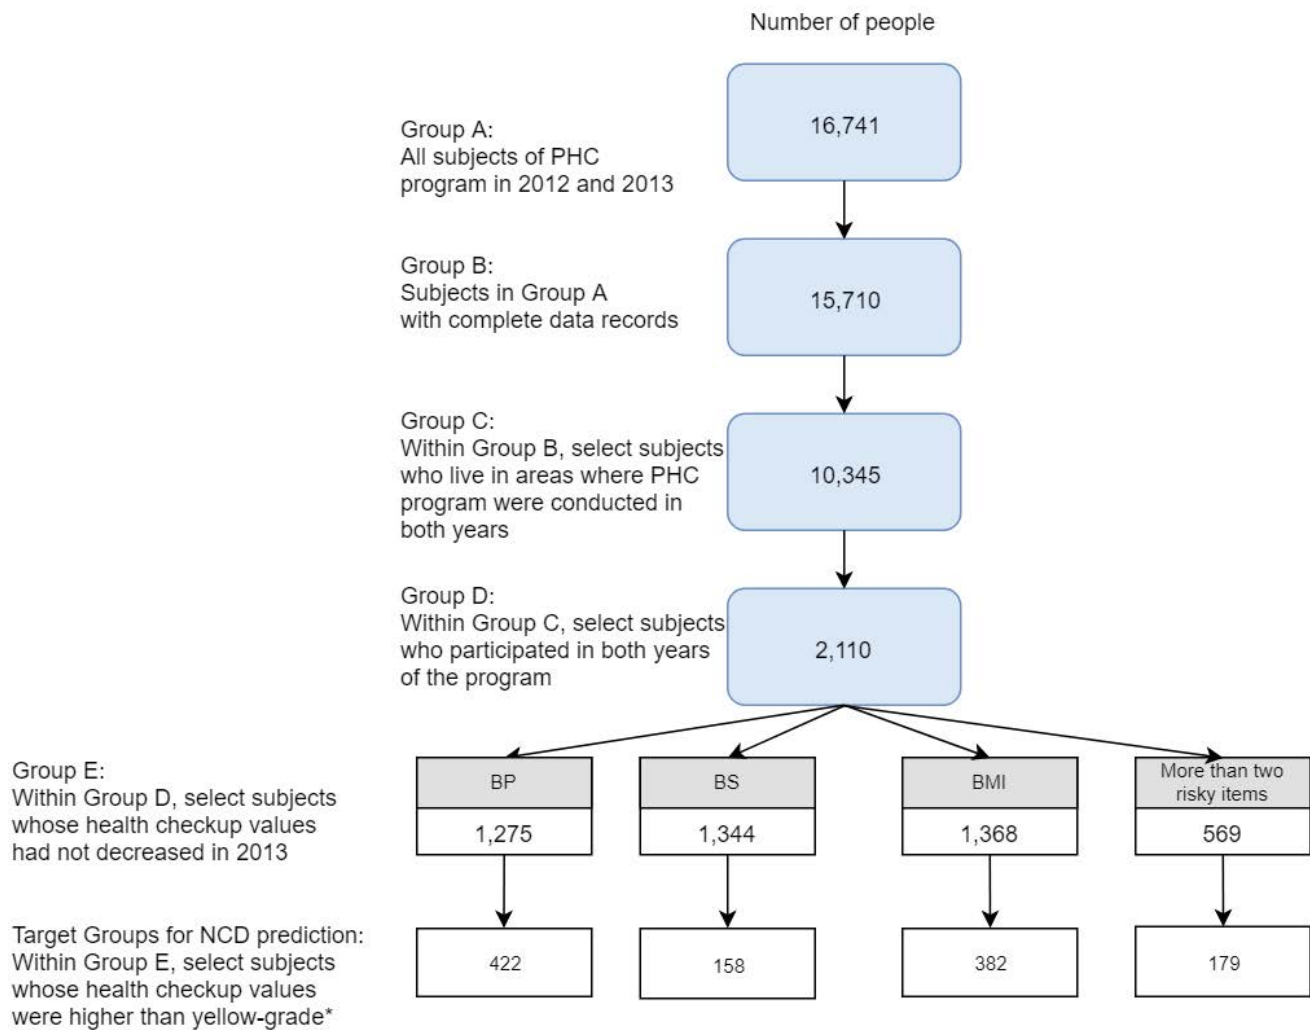 Number of people
Group A:
All subjects of PHC
program in 2012 and 2013
16,741
Group B:
Subjects in Group A
with complete data records
15,710
Group C:
Within Group B, select subjects
who live in areas where PHC
program were conducted in
both years
10,345
Group D:
Within Group C, select subjects
who participated in both years
of the program
2,110
Group E:
Within Group D, select subjects
whose health checkup values
had not decreased in 2013
BP
1,275
BS
1,344
BMI
1,368
More than two
risky items
569
Target Groups for NCD prediction:
Within Group E, select subjects
whose health checkup values
were higher than yellow-grade*
422
158
382
179